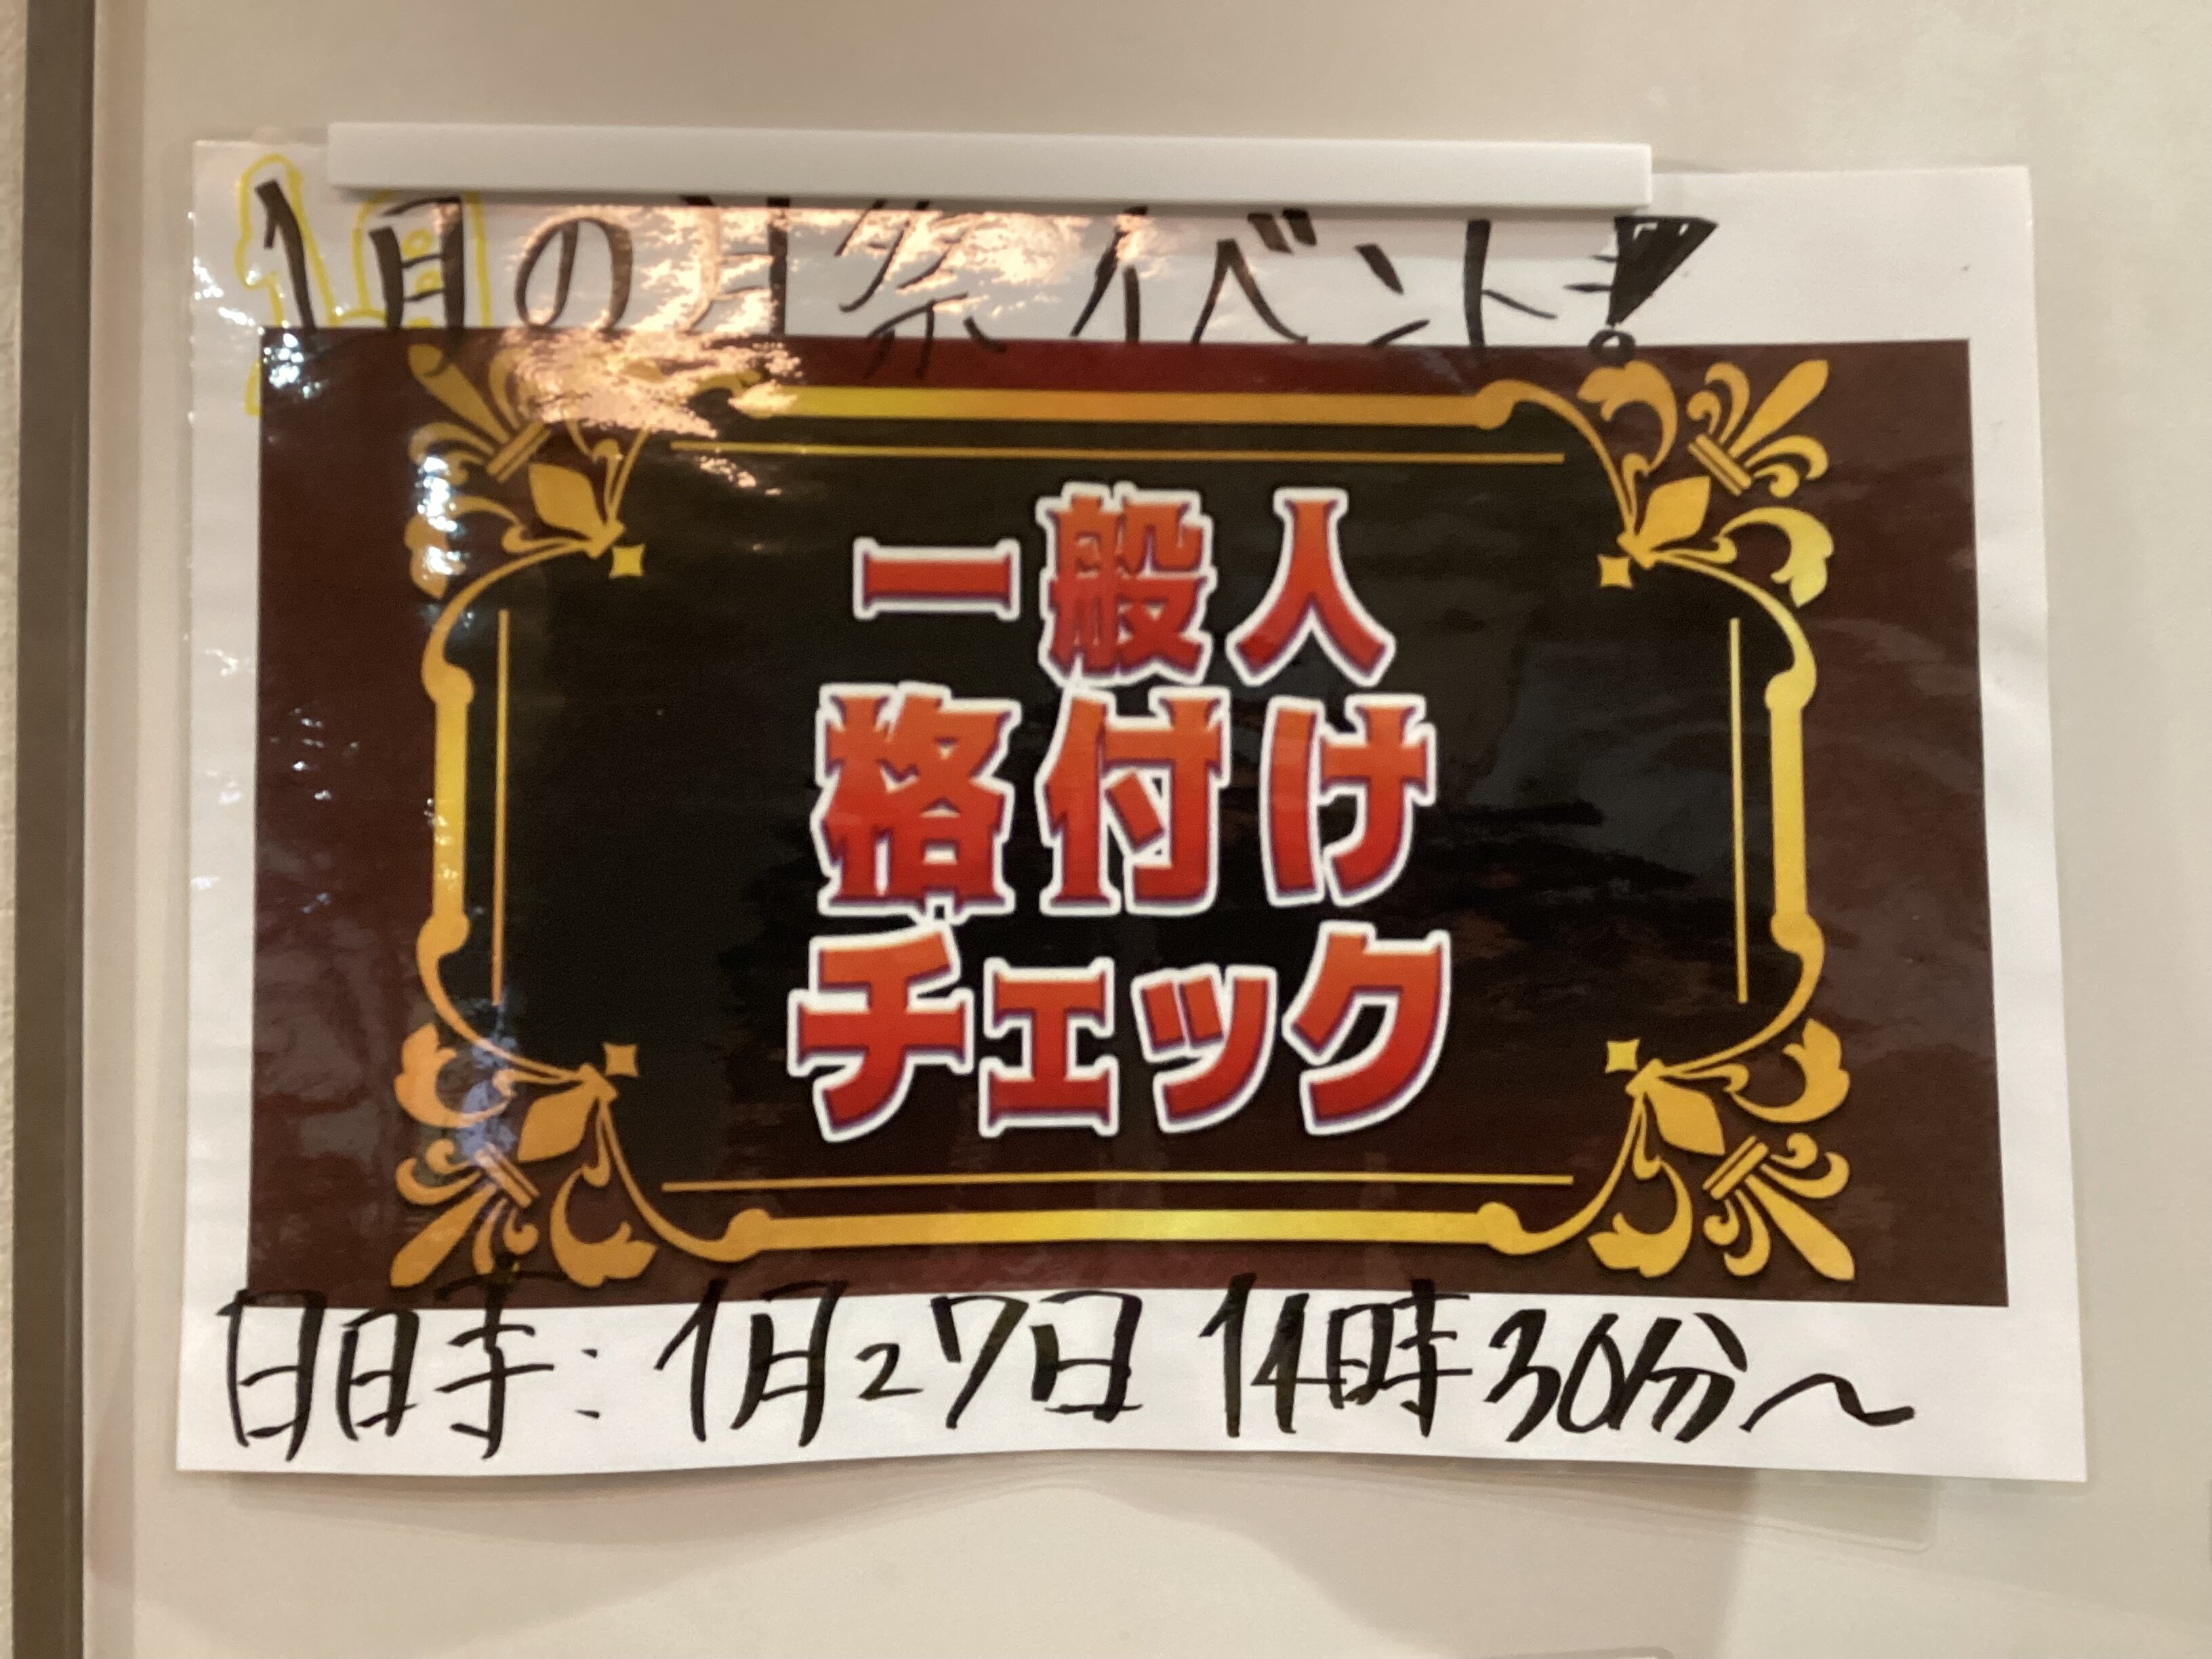 1月の月祭イベント!
一般人
格付け
チェック
日時:1月27日 14時30分~